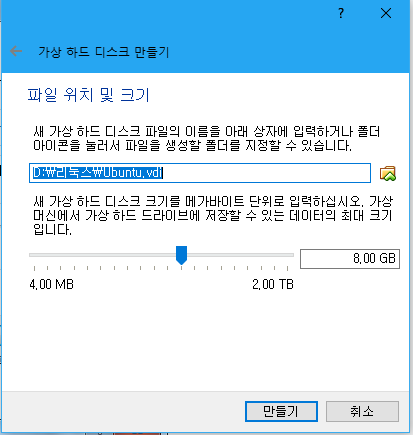 ?
가상 하드 디스크 만들기
파일 위치 및 크기
새 가상 하드 디스크 파일의 이름을 아래 상자에 입력하거나 폴더
아이콘을 눌러서 파일을 생성할 폴더를 지정할 수 있습니다.
D:₩리눅스₩Ubuntu.vdi
새 가상 하드 디스크 크기를 메가바이트 단위로 입력하십시오. 가상
머신에서 가상 하드 드라이브에 저장할 수 있는 데이터의 최대 크기
입니다.
8.00 GB
4.00 MB 2.00 TB
만들기 취소